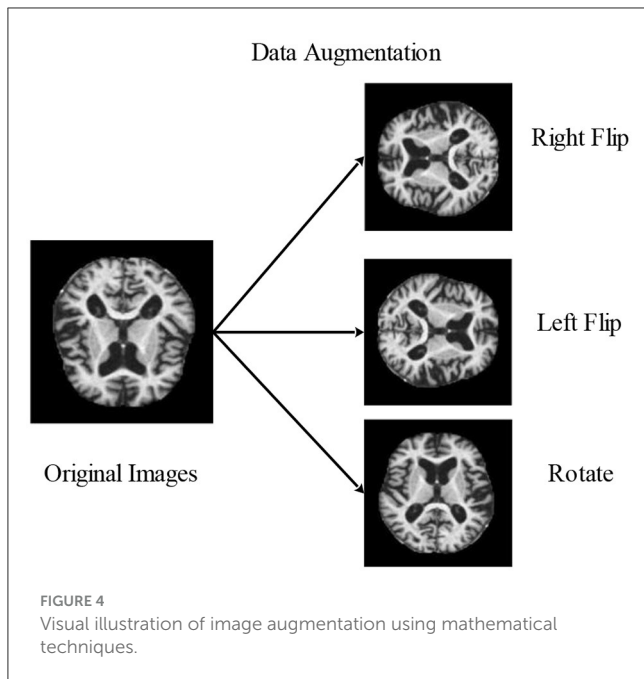 Data Augmentation
Right Flip
Left Flip
Original Images
Rotate
FIGURE 4
Visual illustration of image augmentation using mathematical
techniques.